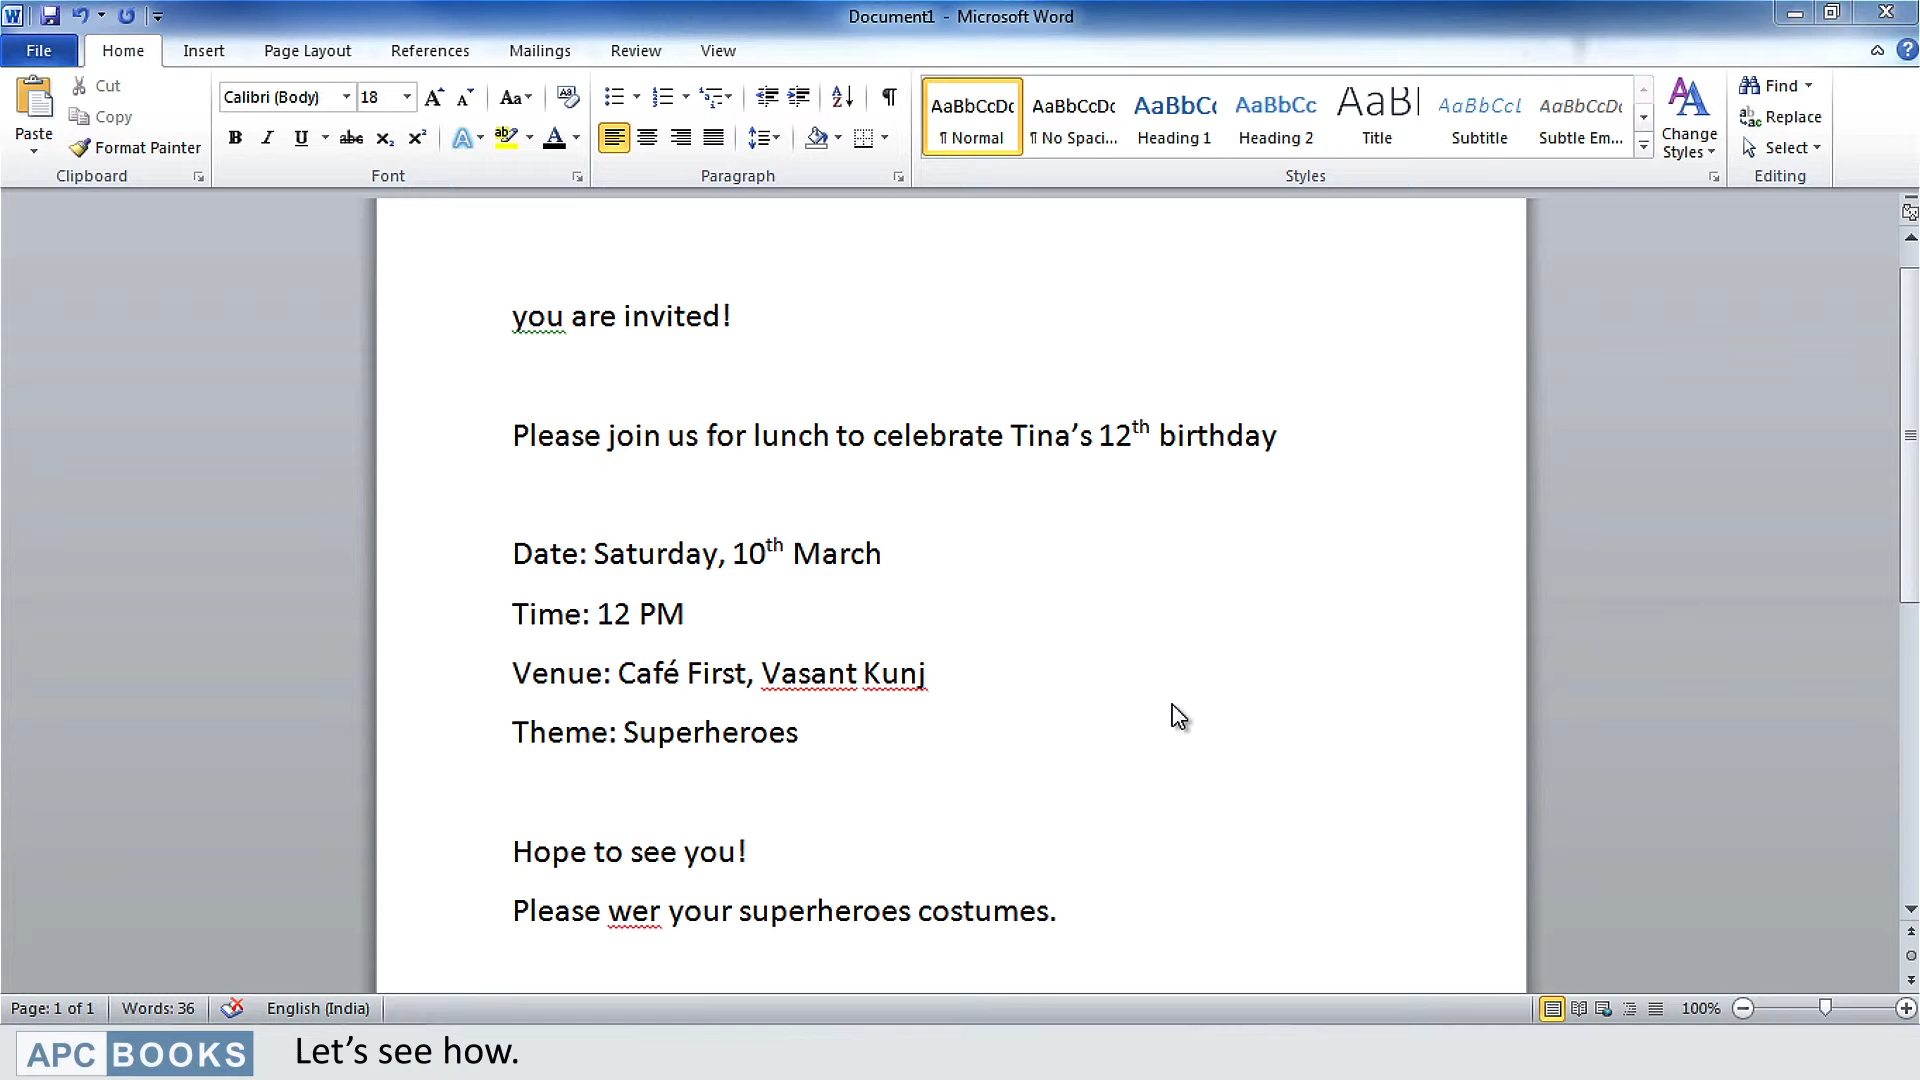 Document1 - Microsoft Word
File Home Insert Page Layout References Mailings Review View
Paste
Cut
Copy
Format Painter
Clipboard
Calibri (Body) 18
Font
Paragraph
AaBbCcDc AaBbCcDc AaBbCc AaBbCc AaBl AaBbCcL AaBbCcDc
¶ Normal ¶ No Spaci... Heading 1 Heading 2 Title Subtitle Subtle Em...
Styles
Change
Styles
Find
Replace
Select
Editing
you are invited!
Please join us for lunch to celebrate Tina’s 12th birthday
Date: Saturday, 10th March
Time: 12 PM
Venue: Café First, Vasant Kunj
Theme: Superheroes
Hope to see you!
Please wer your superheroes costumes.
Page: 1 of 1 Words: 36 English (India) 100%
APC BOOKS Let’s see how.